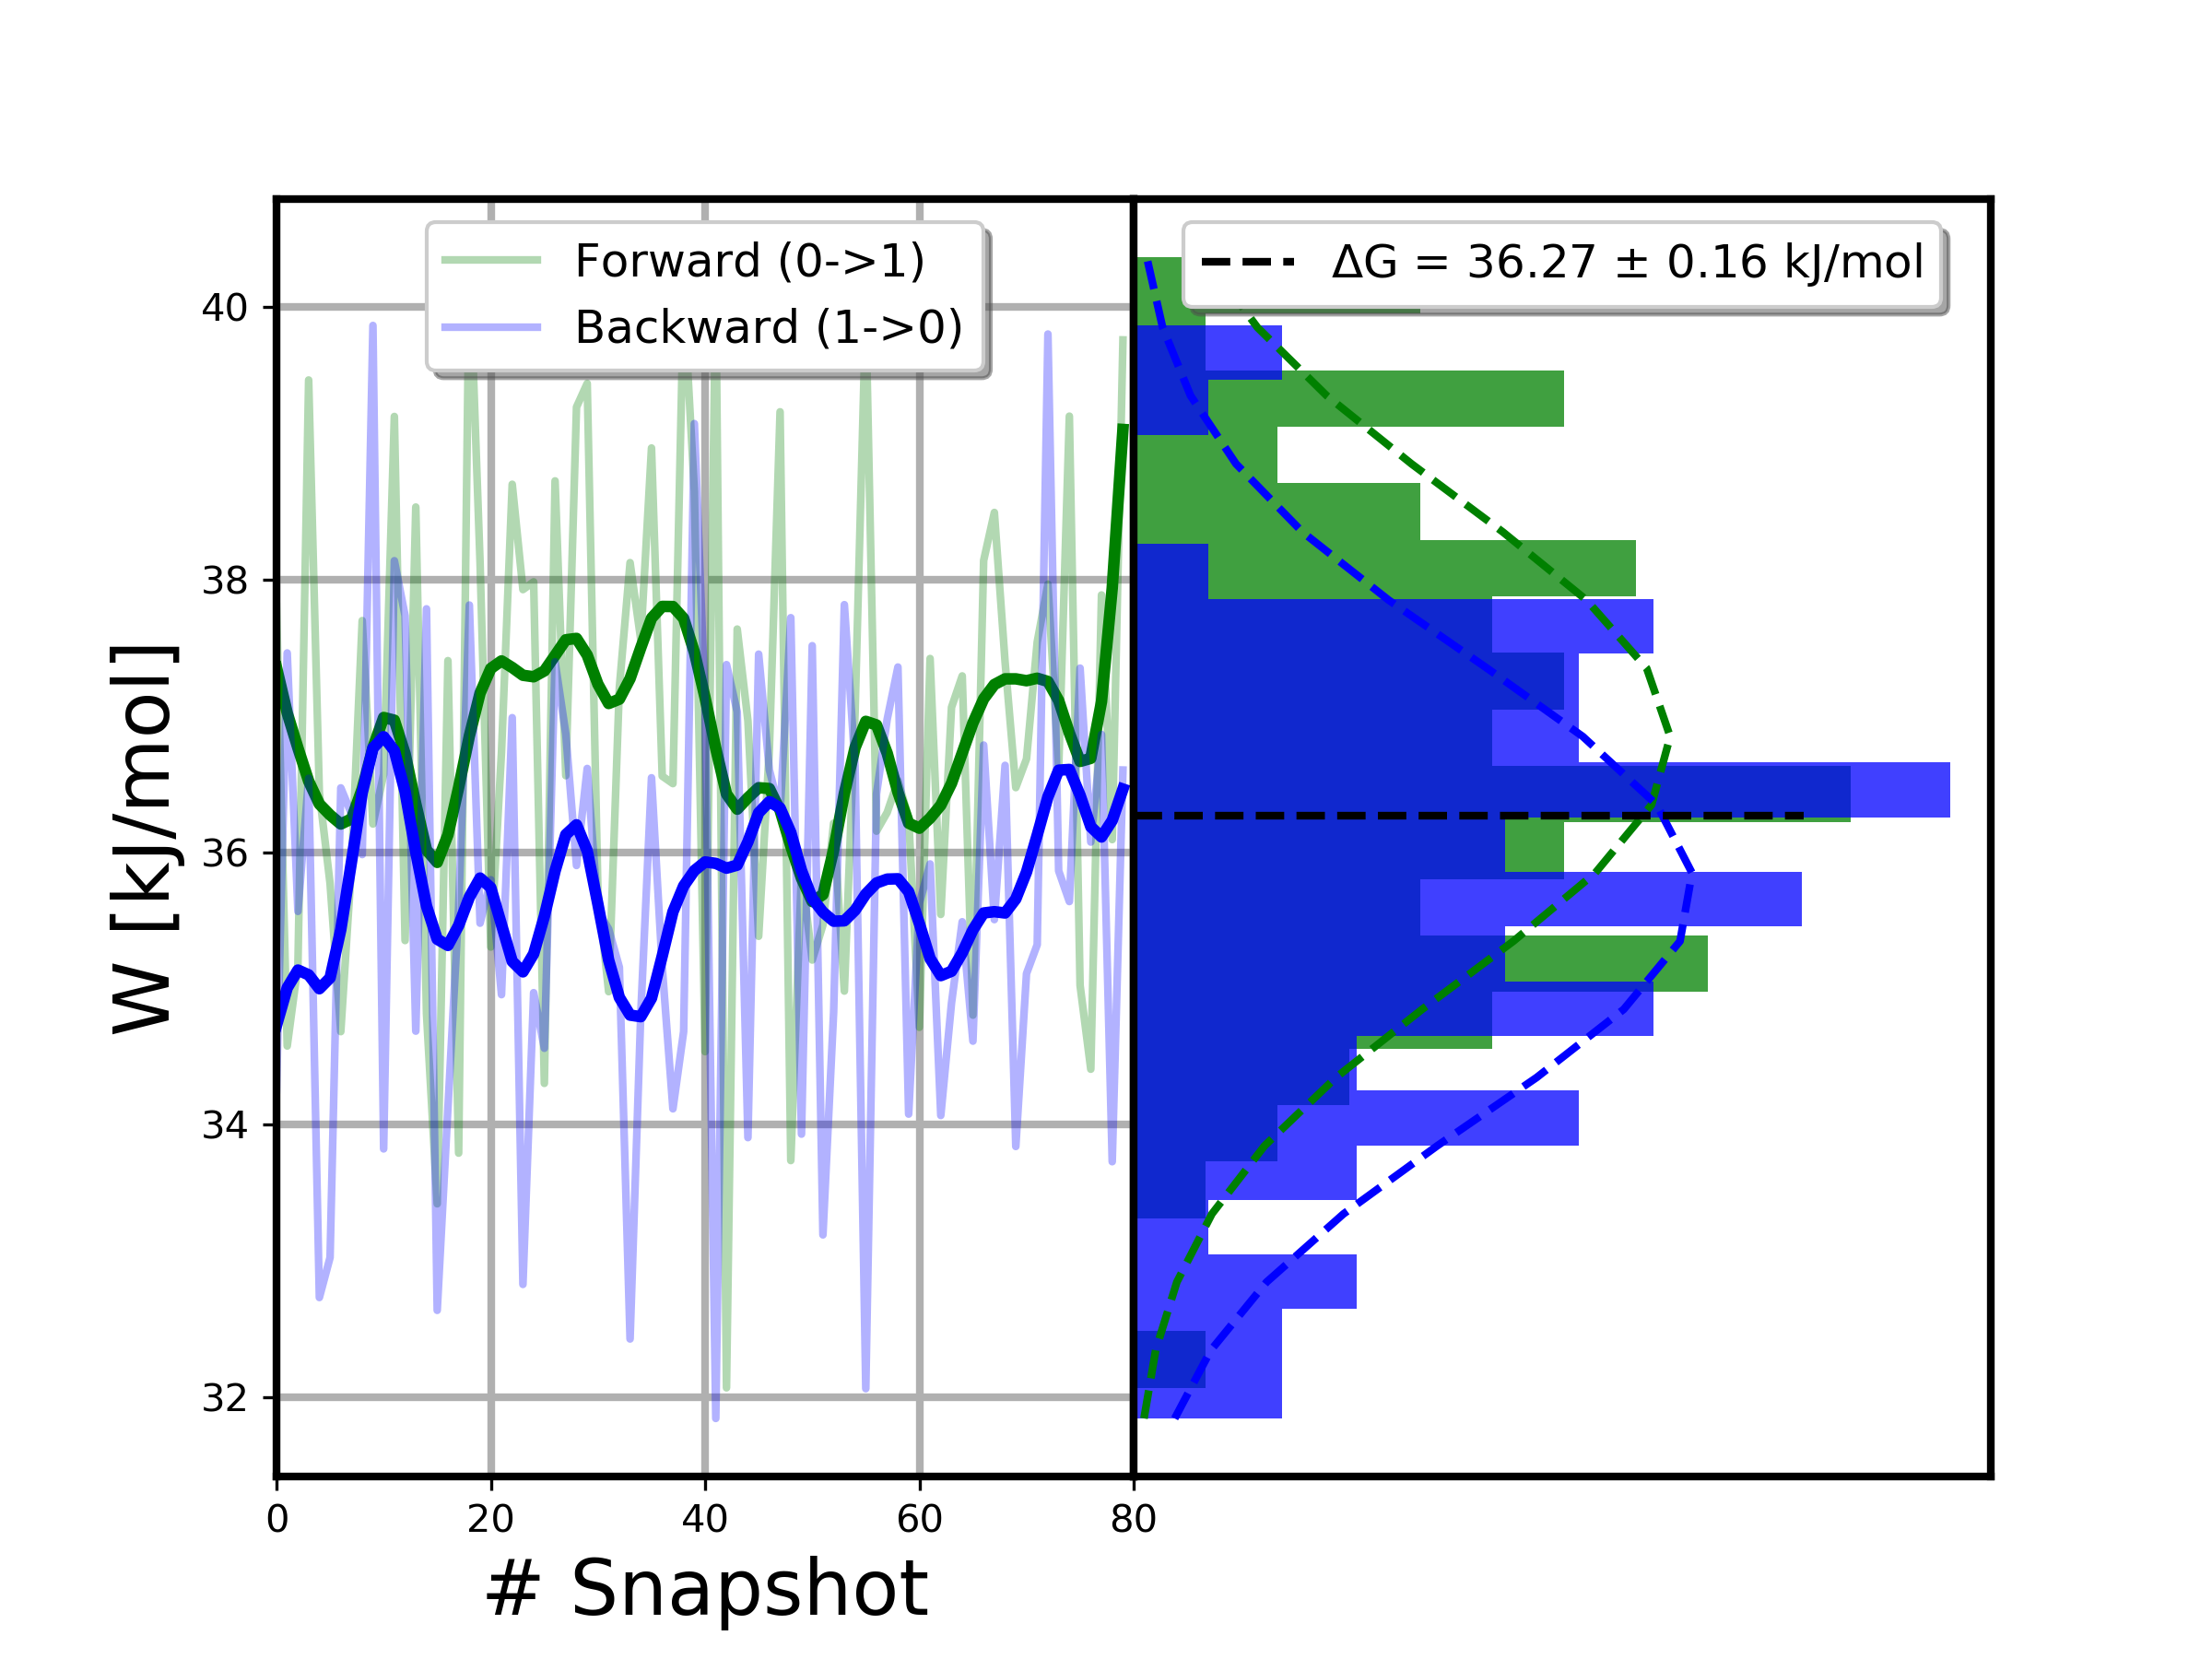 Forward (0->1)
Backward (1->0)
ΔG = 36.27 ± 0.16 kJ/mol
40
38
36
34
32
W [kJ/mol]
0
20
40
60
80
# Snapshot